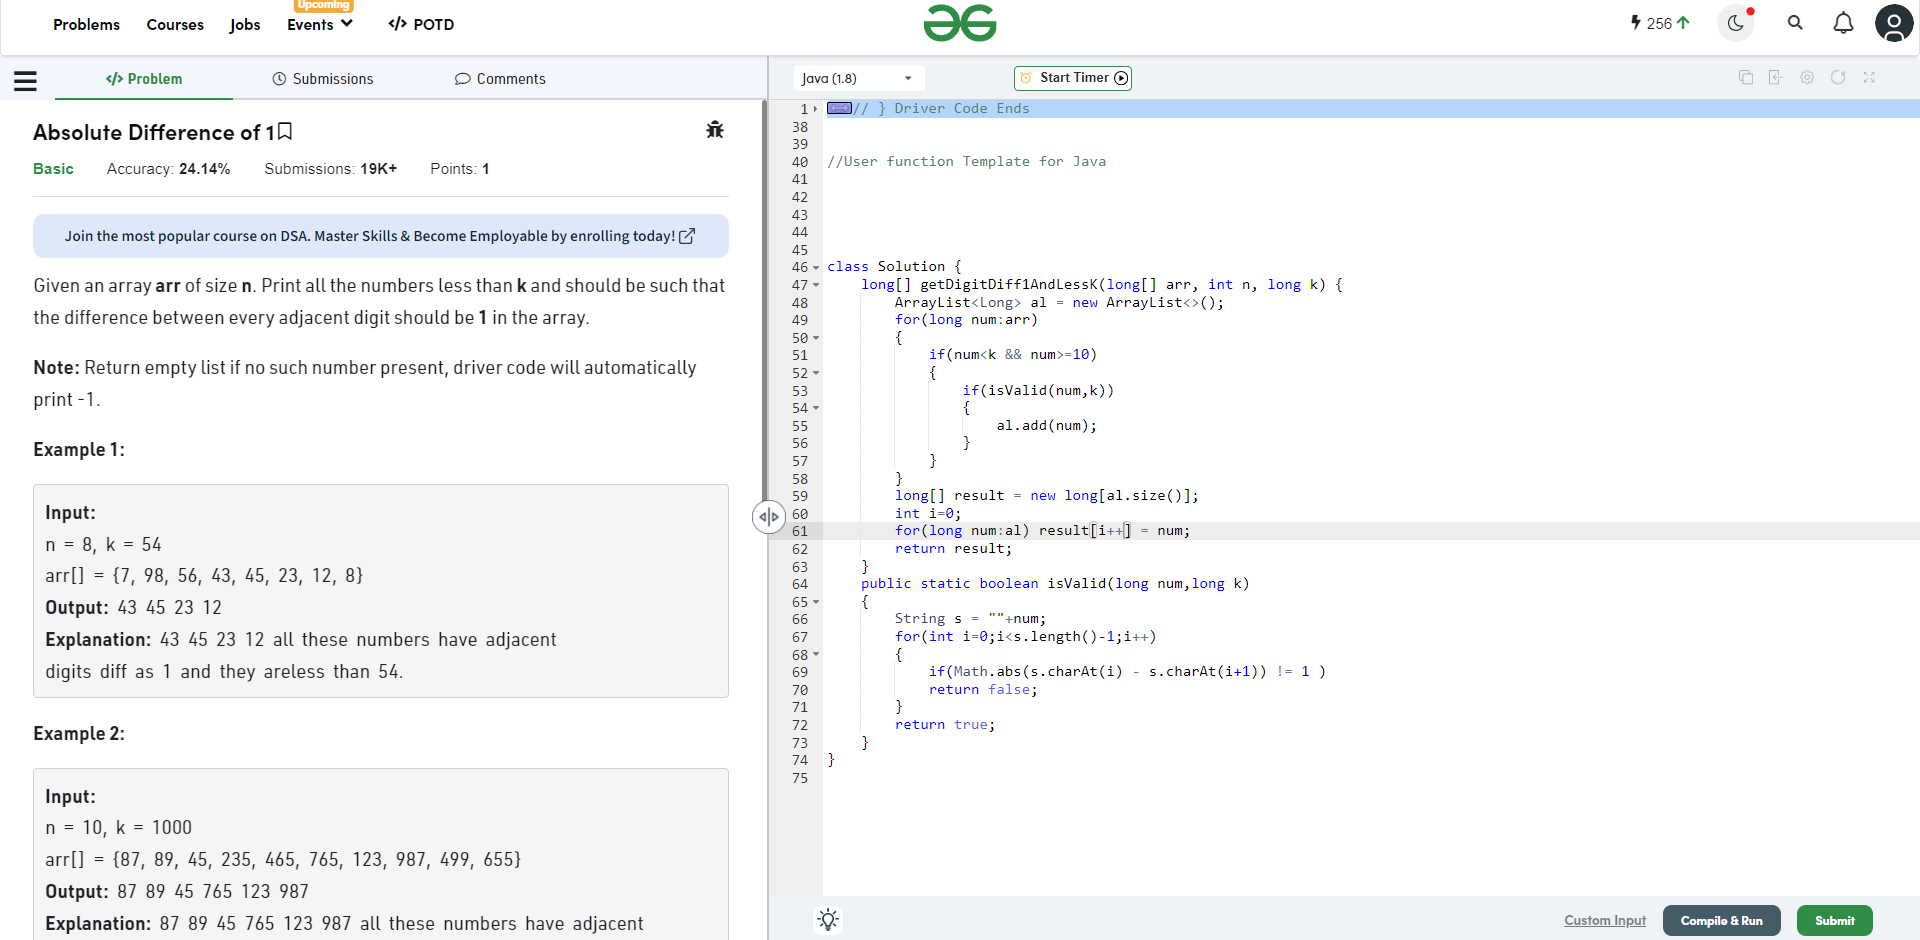 Upcoming
Problems Courses Jobs Events </> POTD
256
</> Problem Submissions Comments
Java (1.8) Start Timer
Absolute Difference of 1
Basic Accuracy: 24.14% Submissions: 19K+ Points: 1
Join the most popular course on DSA. Master Skills & Become Employable by enrolling today!
Given an array arr of size n. Print all the numbers less than k and should be such that
the difference between every adjacent digit should be 1 in the array.
Note: Return empty list if no such number present, driver code will automatically
print -1.
Example 1:
Input:
n = 8, k = 54
arr[] = {7, 98, 56, 43, 45, 23, 12, 8}
Output: 43 45 23 12
Explanation: 43 45 23 12 all these numbers have adjacent
digits diff as 1 and they areless than 54.
Example 2:
Input:
n = 10, k = 1000
arr[] = {87, 89, 45, 235, 465, 765, 123, 987, 499, 655}
Output: 87 89 45 765 123 987
Explanation: 87 89 45 765 123 987 all these numbers have adjacent
1 // } Driver Code Ends
38
39
40 //User function Template for Java
41
42
43
44
45
46 class Solution {
47 long[] getDigitDiff1AndLessK(long[] arr, int n, long k) {
48 ArrayList<Long> al = new ArrayList<>();
49 for(long num:arr)
50 {
51 if(num<k && num>=10)
52 {
53 if(isValid(num,k))
54 {
55 al.add(num);
56 }
57 }
58 }
59 long[] result = new long[al.size()];
60 int i=0;
61 for(long num:al) result[i++] = num;
62 return result;
63 }
64 public static boolean isValid(long num,long k)
65 {
66 String s = ""+num;
67 for(int i=0;i<s.length()-1;i++)
68 {
69 if(Math.abs(s.charAt(i) - s.charAt(i+1)) != 1 )
70 return false;
71 }
72 return true;
73 }
74 }
75
Custom Input Compile & Run Submit